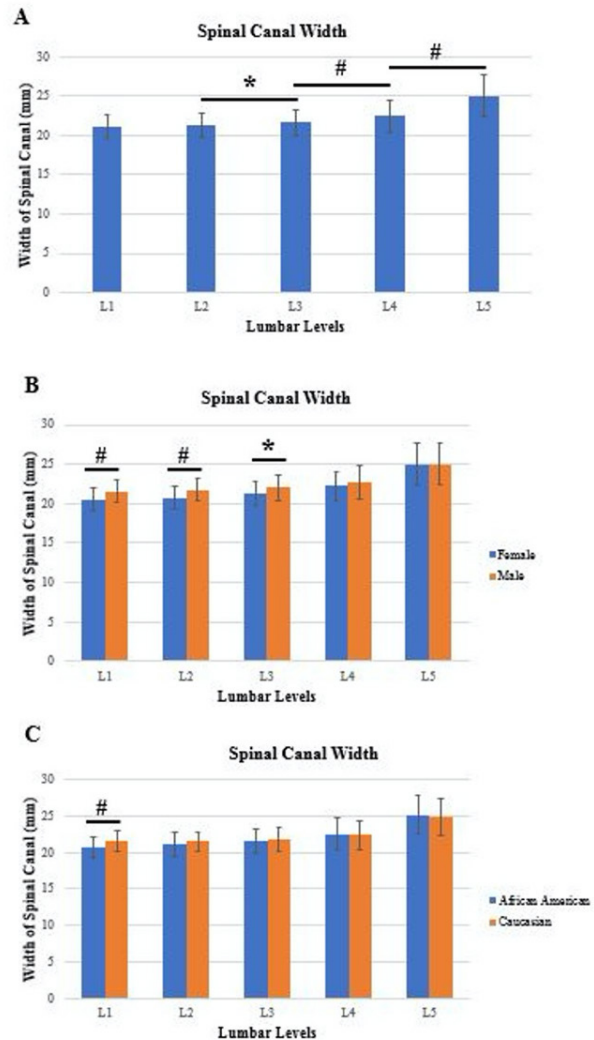 A
Spinal Canal Width
Width of Spinal Canal (mm)
30
25
20
15
10
5
0
*
#
#
L1 L2 L3 L4 L5
Lumbar Levels
B
Spinal Canal Width
Width of Spinal Canal (mm)
30
25
20
15
10
5
0
#
#
*
L1 L2 L3 L4 L5
Lumbar Levels
Female
Male
C
Spinal Canal Width
Width of Spinal Canal (mm)
30
25
20
15
10
5
0
#
L1 L2 L3 L4 L5
Lumbar Levels
African American
Caucasian